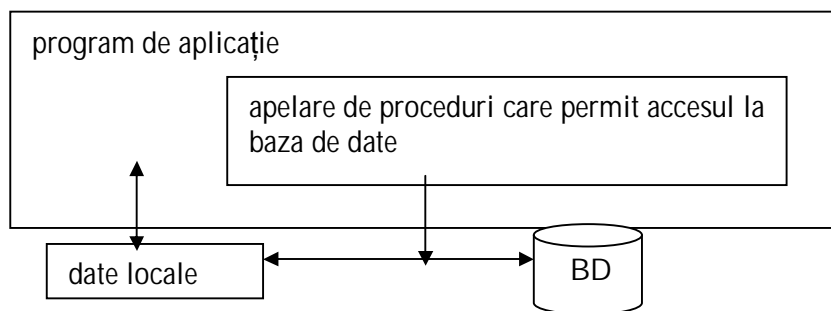 program de aplicație
apelare de proceduri care permit accesul la
baza de date
date locale
BD